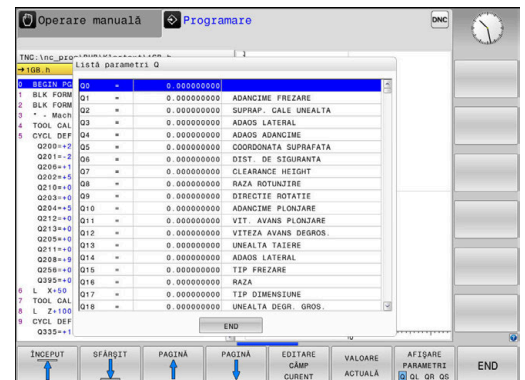 Operare manuală
Programare
DNC
TNC:\nc_prog
→1GB.h
Listă parametri Q
0 BEGIN PG
1 BLK FORM
2 BLK FORM
3 * - Mach
4 TOOL CAL
5 CYCL DEF
Q200=+2
Q201=-2
Q206=+1
Q202=+5
Q210=+0
Q203=+0
Q204=+5
Q212=+0
Q213=+0
Q205=+0
Q211=+0
Q208=+9
Q256=+0
Q395=+0
6 L X+50
7 TOOL CAL
8 L Z+100
9 CYCL DEF
Q335=+1
Q0 = 0.000000000
Q1 = 0.000000000 ADANCIME FREZARE
Q2 = 0.000000000 SUPRAP. CALE UNEALTA
Q3 = 0.000000000 ADAOS LATERAL
Q4 = 0.000000000 ADAOS ADANCIME
Q5 = 0.000000000 COORDONATA SUPRAFATA
Q6 = 0.000000000 DIST. DE SIGURANTA
Q7 = 0.000000000 CLEARANCE HEIGHT
Q8 = 0.000000000 RAZA ROTUNJIRE
Q9 = 0.000000000 DIRECTIE ROTATIE
Q10 = 0.000000000 ADANCIME PLONJARE
Q11 = 0.000000000 VIT. AVANS PLONJARE
Q12 = 0.000000000 VITEZA AVANS DEGROS.
Q13 = 0.000000000 UNEALTA TAIERE
Q14 = 0.000000000 ADAOS LATERAL
Q15 = 0.000000000 TIP FREZARE
Q16 = 0.000000000 RAZA
Q17 = 0.000000000 TIP DIMENSIUNE
Q18 = 0.000000000 UNEALTA DEGR. GROS.
END
ÎNCEPUT
SFÂRŞIT
PAGINĂ
PAGINĂ
EDITARE
CÂMP
CURENT
VALOARE
ACTUALĂ
AFIŞARE
PARAMETRI
Q QL QR QS
END